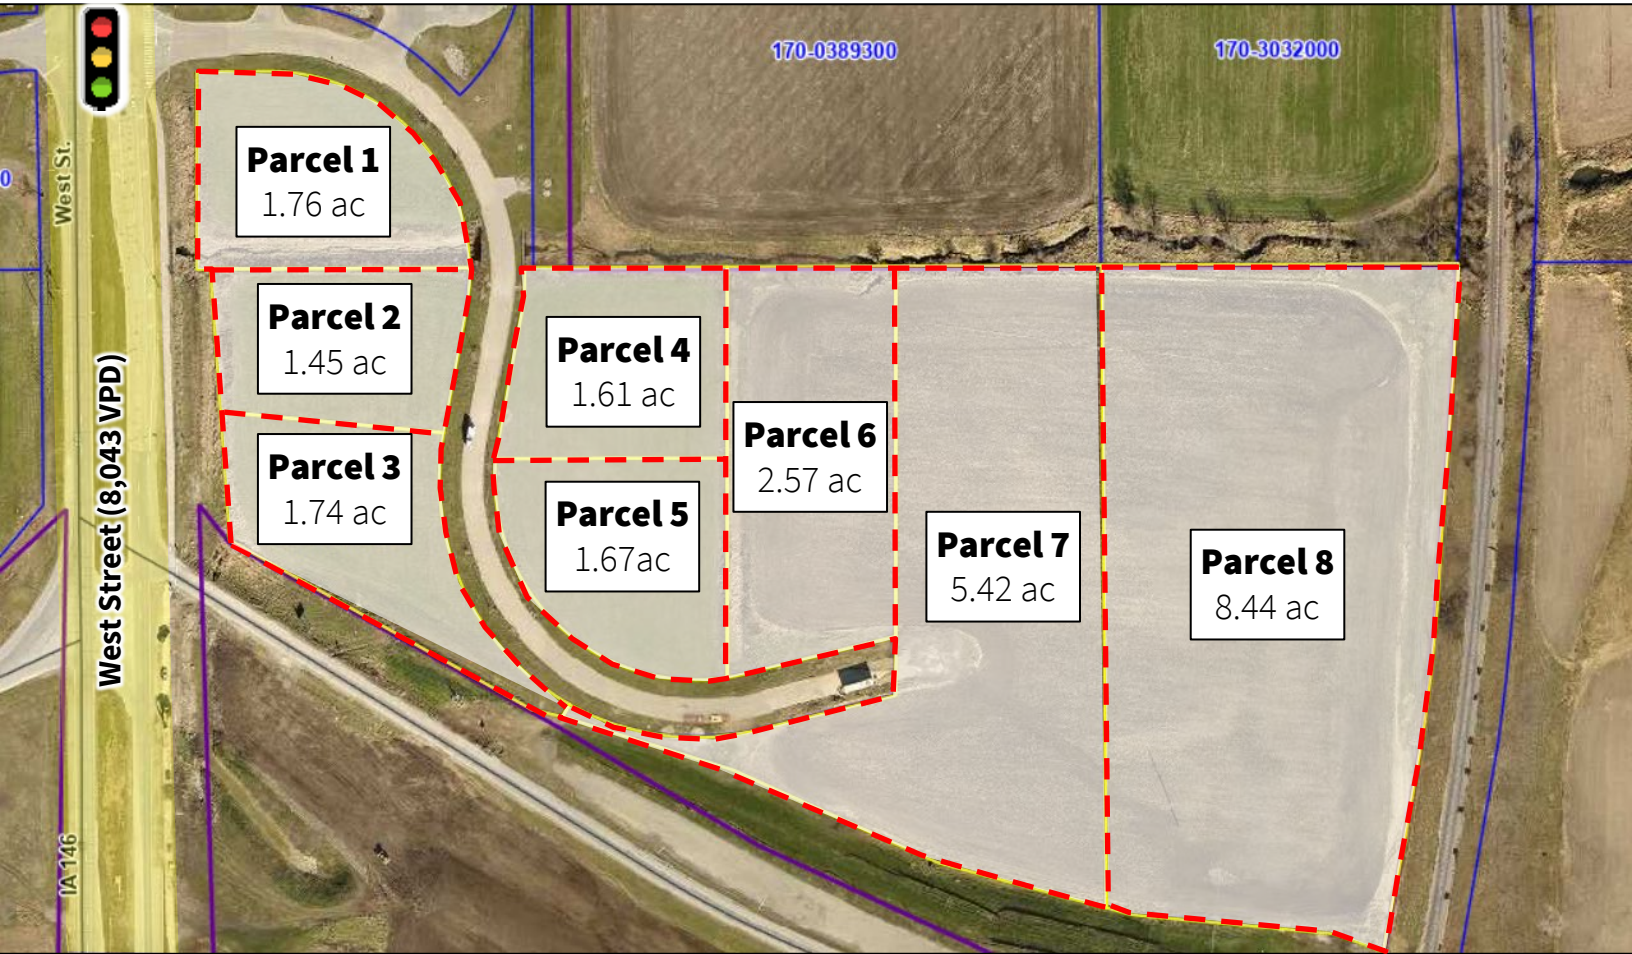 170-0389300
170-3032000
0
West St.
Parcel 1
1.76 ac
Parcel 2
1.45 ac
Parcel 3
1.74 ac
Parcel 4
1.61 ac
Parcel 5
1.67ac
Parcel 6
2.57 ac
Parcel 7
5.42 ac
Parcel 8
8.44 ac
West Street (8,043 VPD)
IA 146